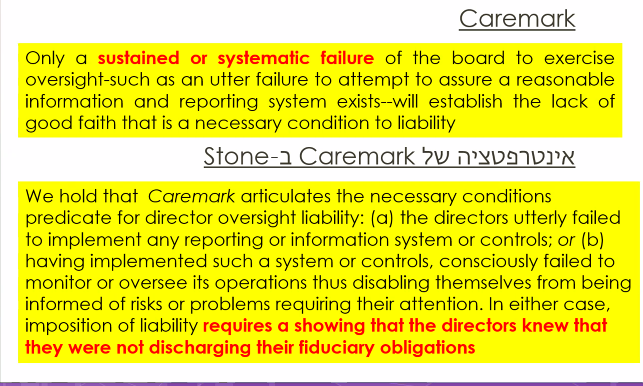 Caremark
Only a sustained or systematic failure of the board to exercise
oversight-such as an utter failure to attempt to assure a reasonable
information and reporting system exists--will establish the lack of
good faith that is a necessary condition to liability
אינטרפטציה של Caremark ב-Stone
We hold that Caremark articulates the necessary conditions
predicate for director oversight liability: (a) the directors utterly failed
to implement any reporting or information system or controls; or (b)
having implemented such a system or controls, consciously failed to
monitor or oversee its operations thus disabling themselves from being
informed of risks or problems requiring their attention. In either case,
imposition of liability requires a showing that the directors knew that
they were not discharging their fiduciary obligations